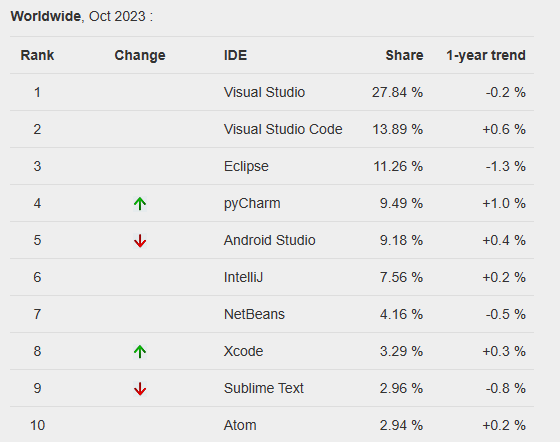 Worldwide, Oct 2023 :
Rank Change IDE Share 1-year trend
1 Visual Studio 27.84 % -0.2 %
2 Visual Studio Code 13.89 % +0.6 %
3 Eclipse 11.26 % -1.3 %
4 pyCharm 9.49 % +1.0 %
5 Android Studio 9.18 % +0.4 %
6 IntelliJ 7.56 % +0.2 %
7 NetBeans 4.16 % -0.5 %
8 Xcode 3.29 % +0.3 %
9 Sublime Text 2.96 % -0.8 %
10 Atom 2.94 % +0.2 %